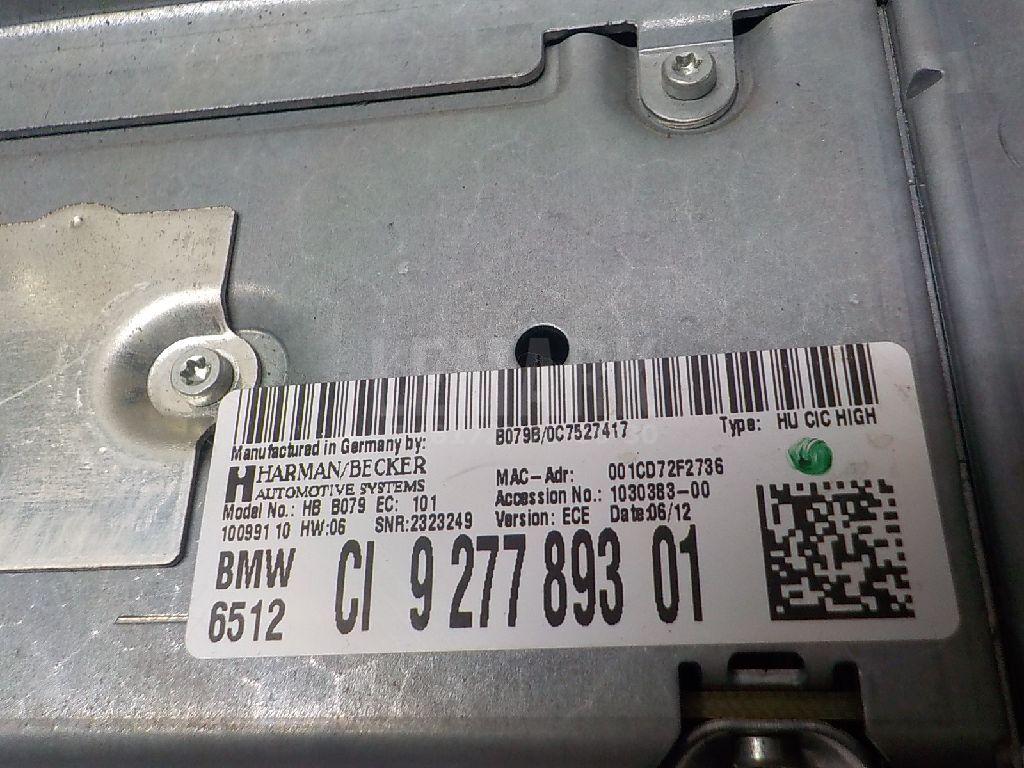 Manufactured in Germany by:
B079B/0C7527417
Type: HU CIC HIGH
HARMAN/BECKER
AUTOMOTIVE SYSTEMS
MAC-Adr: 001CD72F2736
Accession No.: 1030383-00
Model No.: HB B079 EC: 101
100991 10 HW:06 SNR:2323249
Version: ECE Date:06/12
BMW
6512
CI 9 277 893 01